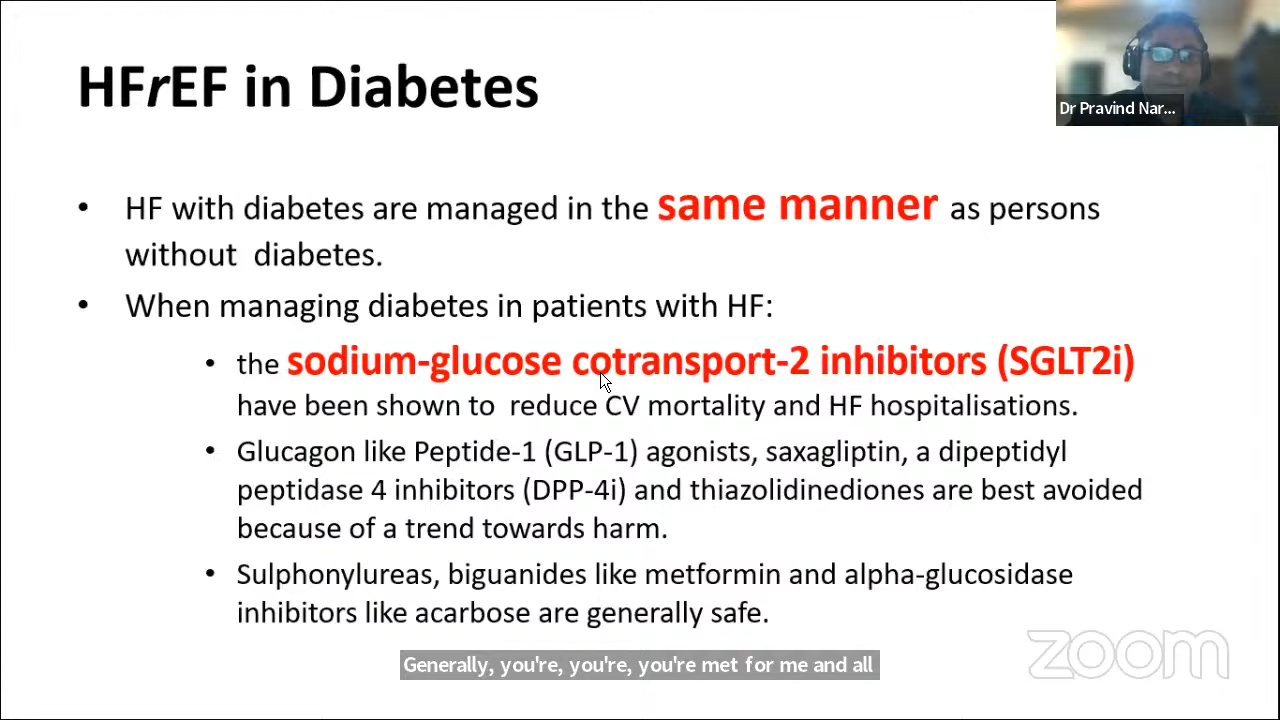 HFrEF in Diabetes
Dr Pravind Nar...
• HF with diabetes are managed in the same manner as persons
without diabetes.
• When managing diabetes in patients with HF:
• the sodium-glucose cotransport-2 inhibitors (SGLT2i)
have been shown to reduce CV mortality and HF hospitalisations.
• Glucagon like Peptide-1 (GLP-1) agonists, saxagliptin, a dipeptidyl
peptidase 4 inhibitors (DPP-4i) and thiazolidinediones are best avoided
because of a trend towards harm.
• Sulphonylureas, biguanides like metformin and alpha-glucosidase
inhibitors like acarbose are generally safe.
Generally, you're, you're, you're met for me and all
zoom